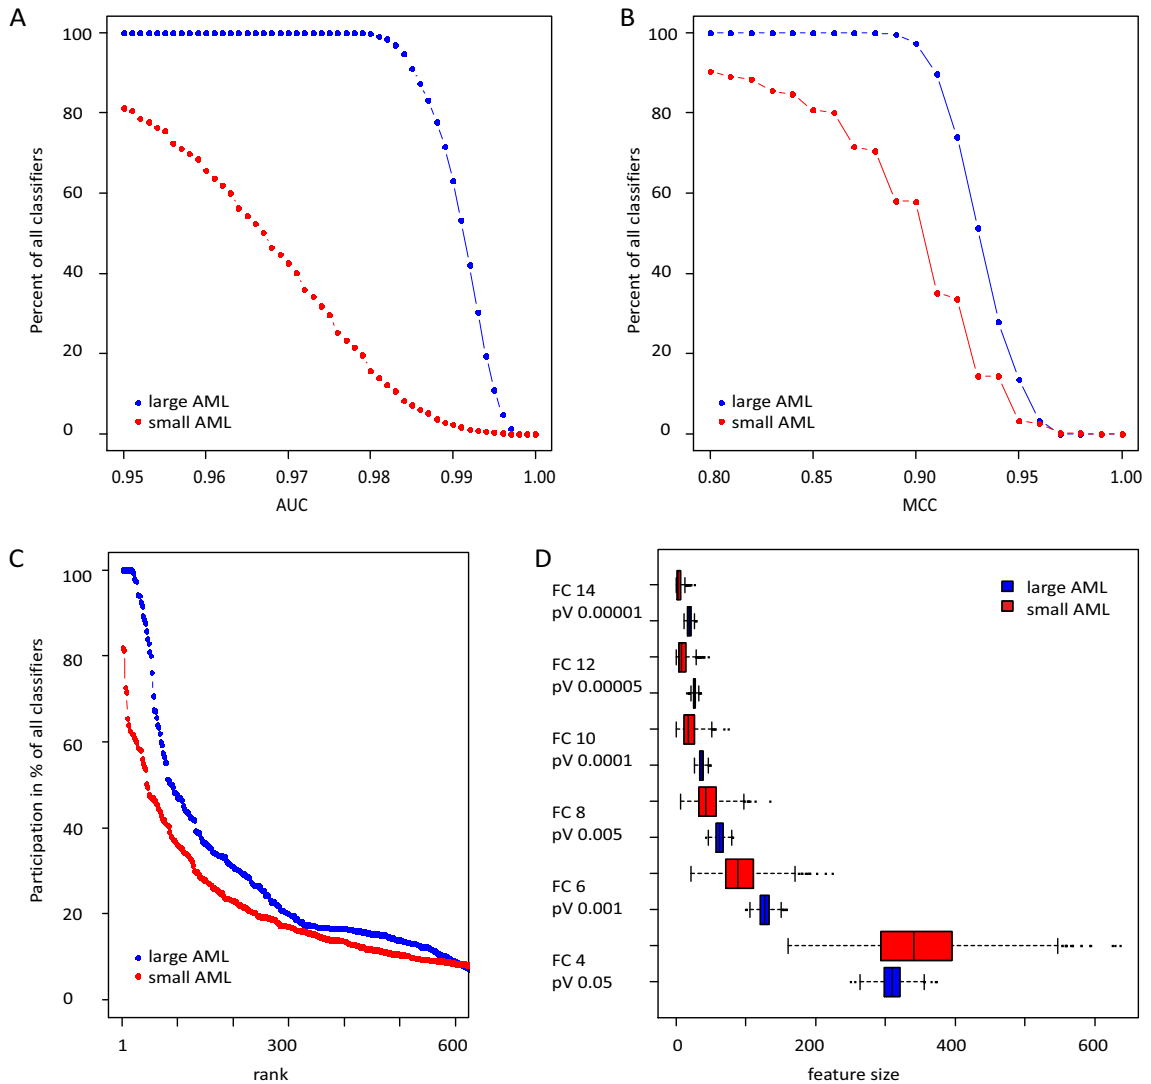 A
Percent of all classifiers
100
80
60
40
20
0
large AML
small AML
0.95
0.96
0.97
0.98
0.99
1.00
AUC
B
Percent of all classifiers
100
80
60
40
20
0
large AML
small AML
0.80
0.85
0.90
0.95
1.00
MCC
C
Participation in % of all classifiers
100
80
60
40
20
0
large AML
small AML
1
300
600
rank
D
FC 14
pV 0.00001
FC 12
pV 0.00005
FC 10
pV 0.0001
FC 8
pV 0.005
FC 6
pV 0.001
FC 4
pV 0.05
large AML
small AML
0
200
400
600
feature size